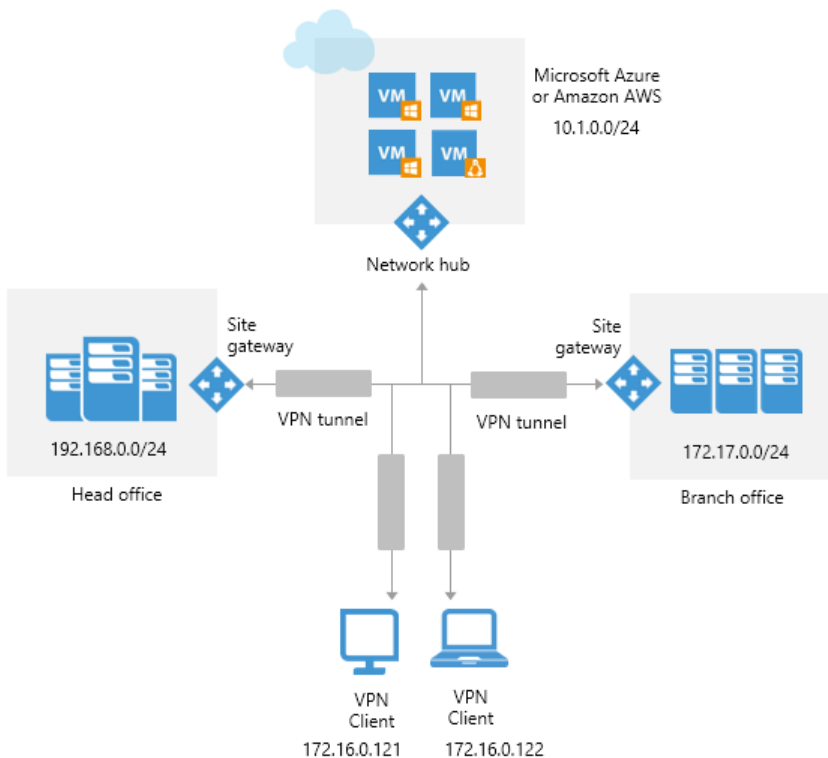 VM
VM
VM
VM
Microsoft Azure
or Amazon AWS
10.1.0.0/24
Network hub
Site
gateway
Site
gateway
VPN tunnel
VPN tunnel
192.168.0.0/24
172.17.0.0/24
Head office
Branch office
VPN
Client
172.16.0.121
VPN
Client
172.16.0.122